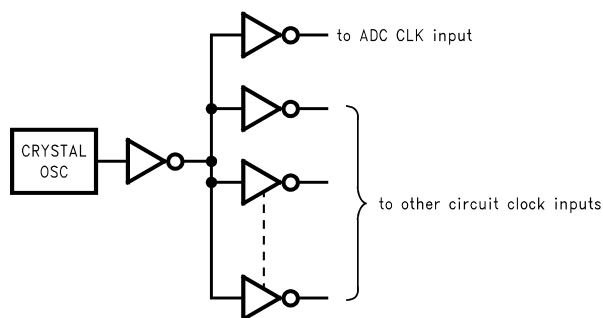 to ADC CLK input
CRYSTAL
OSC
to other circuit clock inputs